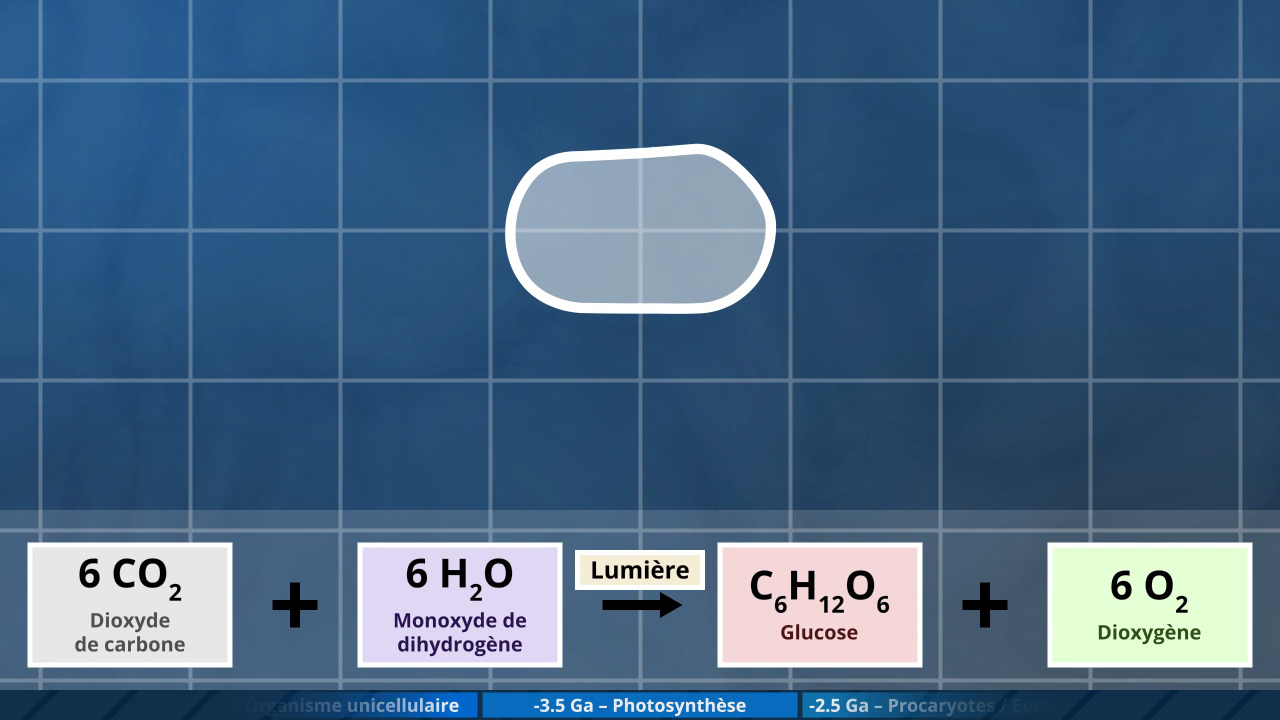 6 CO₂
Dioxyde
de carbone
+
6 H₂O
Monoxyde de
dihydrogène
Lumière
C₆H₁₂O₆
Glucose
+
6 O₂
Dioxygène
– Organisme unicellulaire
-3.5 Ga – Photosynthèse
-2.5 Ga – Procaryotes /